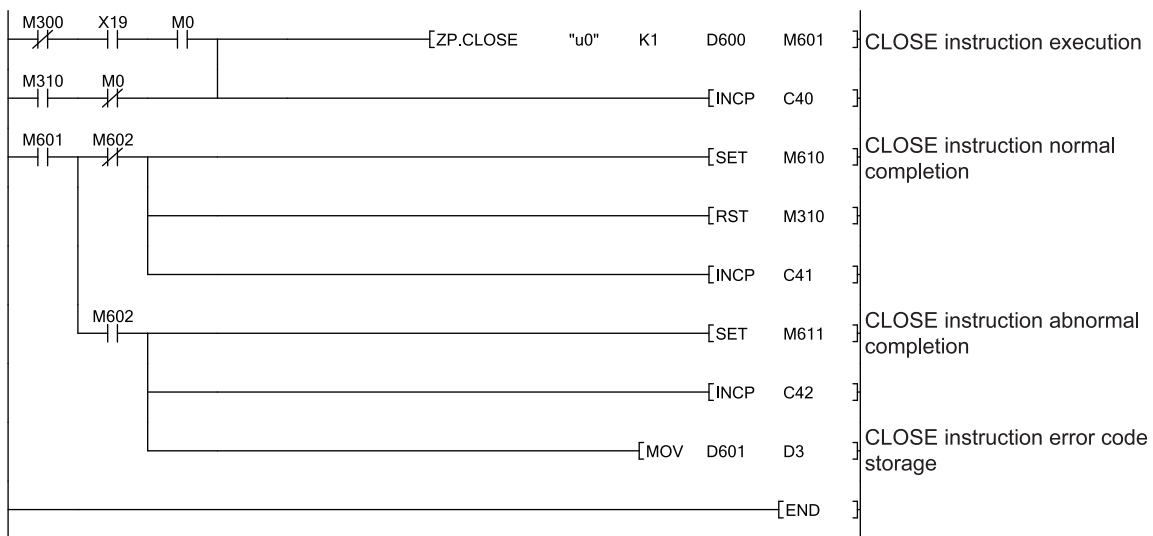 M300 X19 M0
[ZP.CLOSE "u0" K1 D600 M601 ] CLOSE instruction execution
M310 M0
[INCP C40 ]
M601 M602
[SET M610 ] CLOSE instruction normal
completion
[RST M310 ]
[INCP C41 ]
M602
[SET M611 ] CLOSE instruction abnormal
completion
[INCP C42 ]
[MOV D601 D3 ] CLOSE instruction error code
storage
[END ]